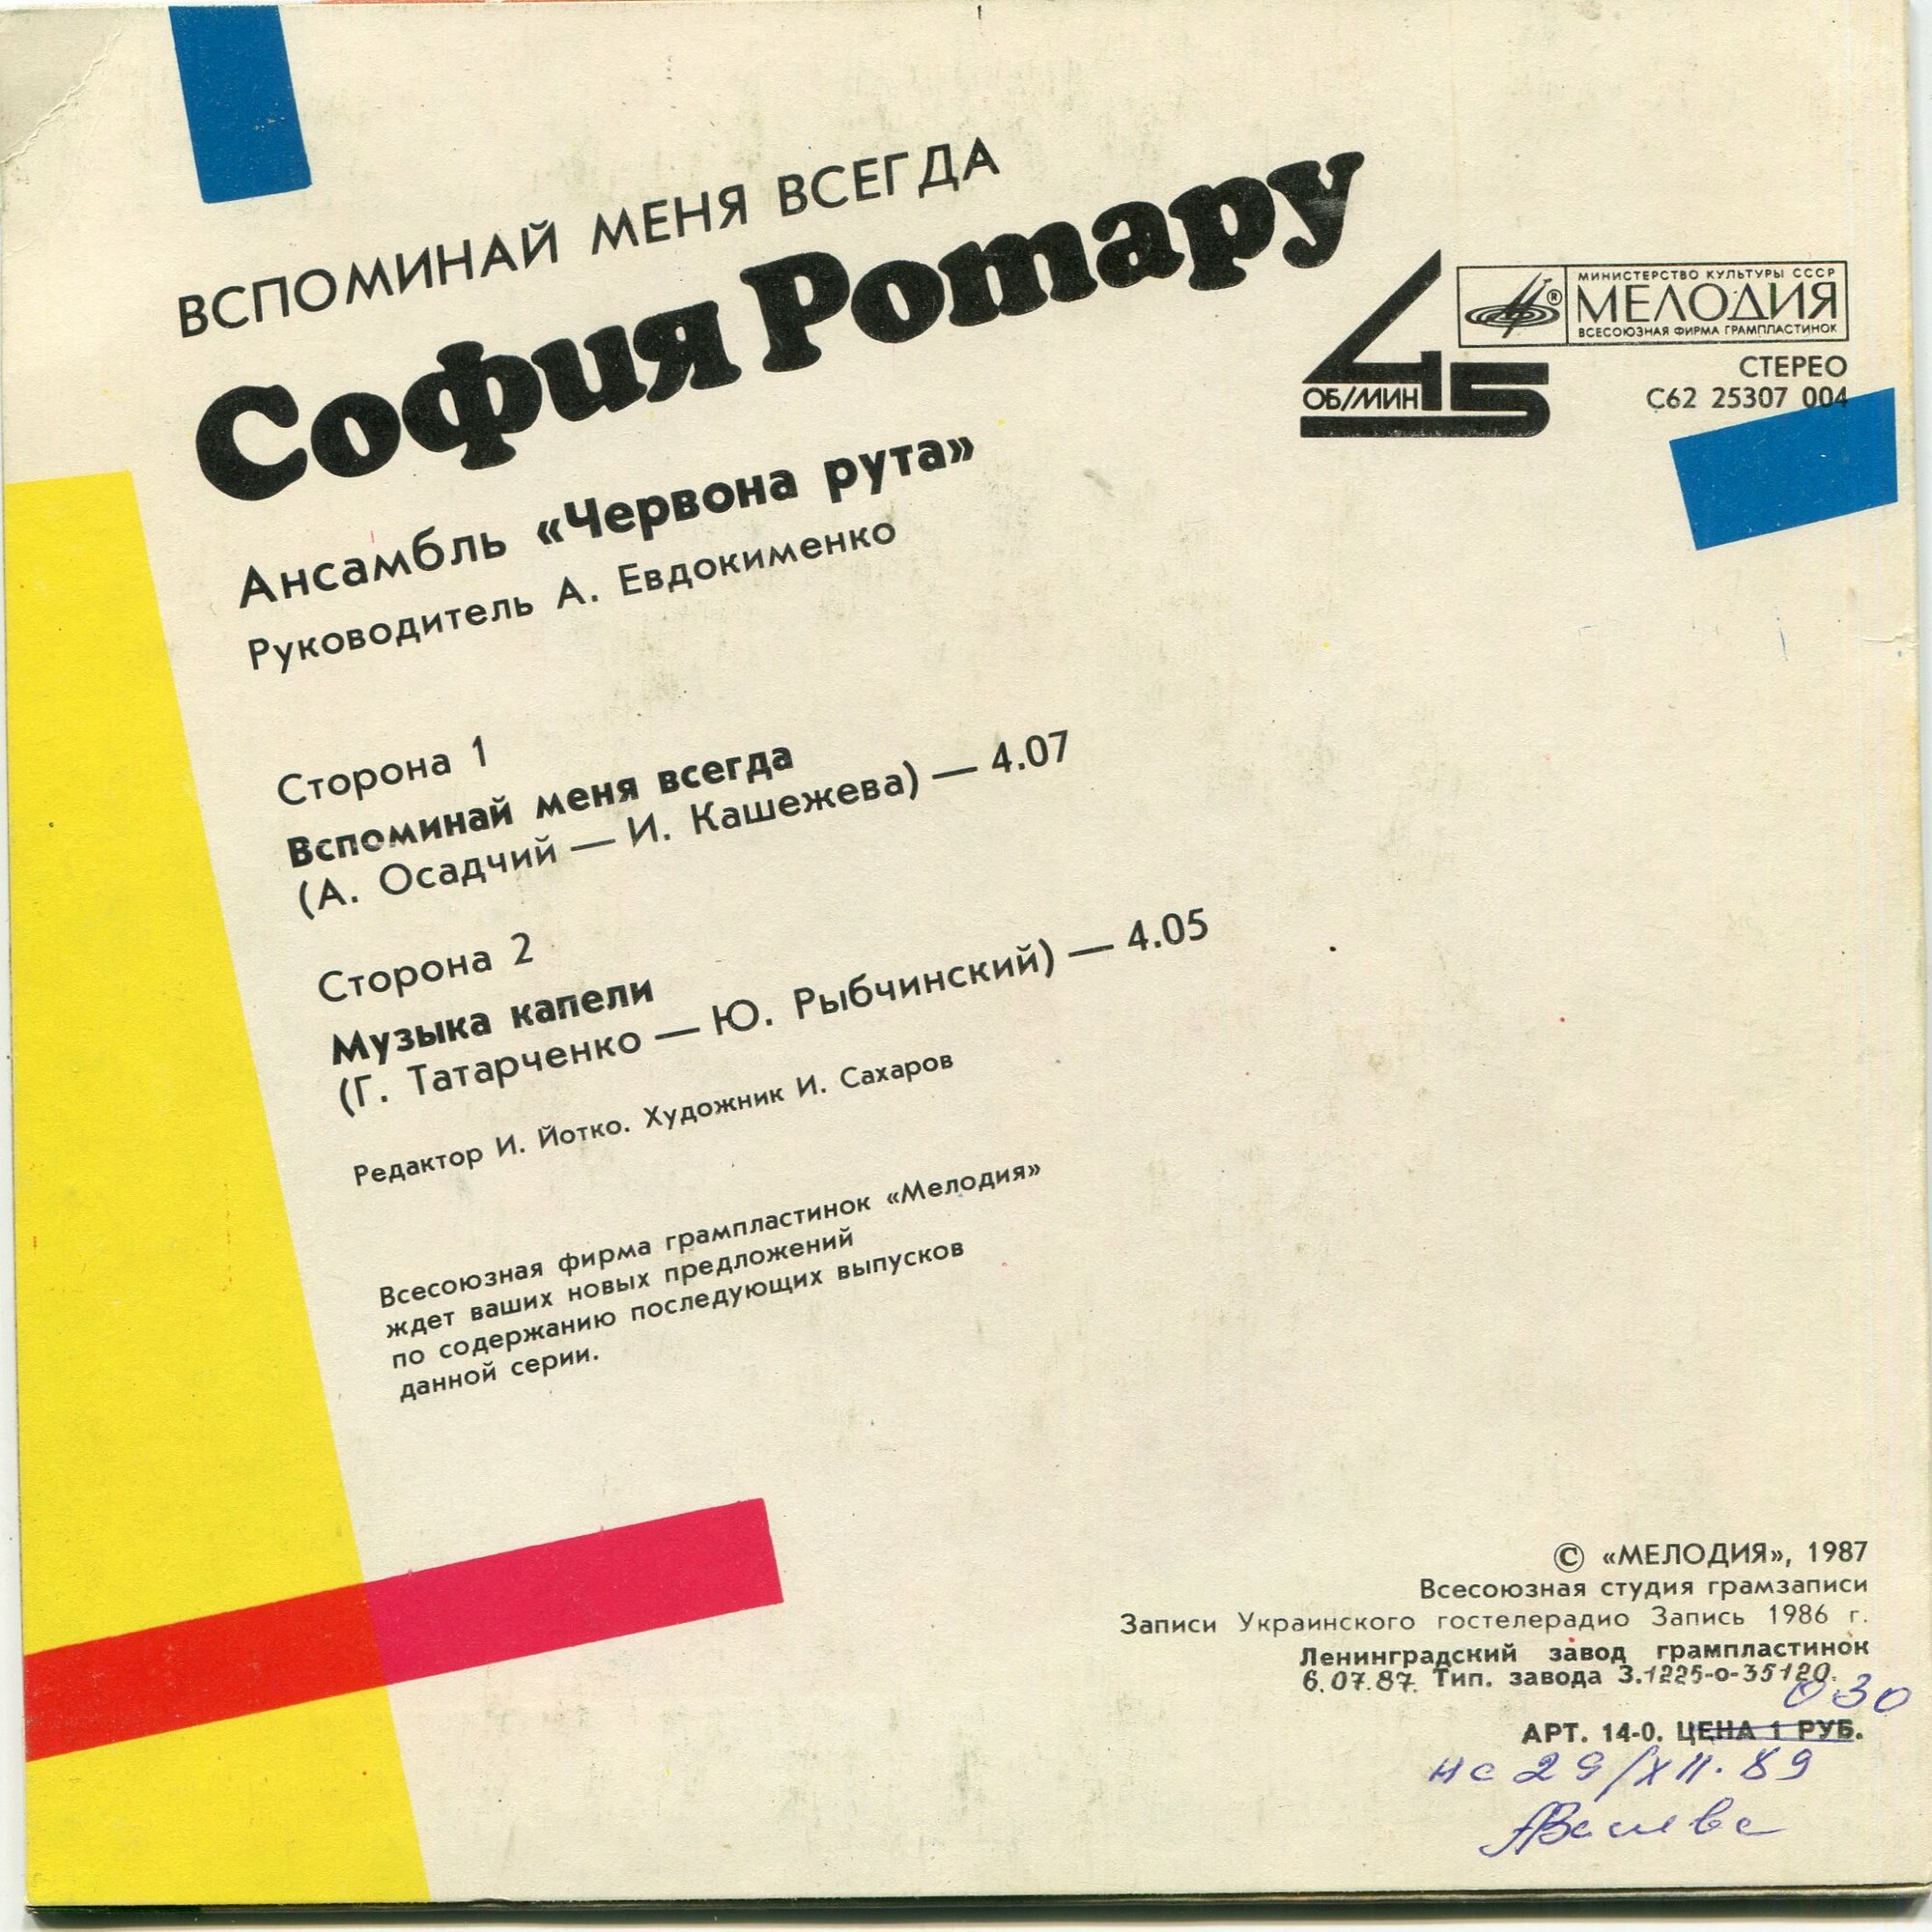 ВСПОМИНАЙ МЕНЯ ВСЕГДА
София Ротару
Ансамбль «Червона рута»
Руководитель А. Евдокименко
МИНИСТЕРСТВО КУЛЬТУРЫ СССР
®
МЕЛОДИЯ
ВСЕСОЮЗНАЯ ФИРМА ГРАМПЛАСТИНОК
45
ОБ/МИН
СТЕРЕО
С62 25307 004
Сторона 1
Вспоминай меня всегда
(А. Осадчий — И. Кашежева) — 4.07
Сторона 2
Музыка капели
(Г. Татарченко — Ю. Рыбчинский) — 4.05
Редактор И. Йотко. Художник И. Сахаров
Всесоюзная фирма грампластинок «Мелодия»
ждет ваших новых предложений
по содержанию последующих выпусков
данной серии.
© «МЕЛОДИЯ», 1987
Всесоюзная студия грамзаписи
Записи Украинского гостелерадио Запись 1986 г.
Ленинградский завод грампластинок
6.07.87. Тип. завода З.1225-о-35120.
0 30
АРТ. 14-0. ЦЕНА 1 РУБ.
на 29/XII.89